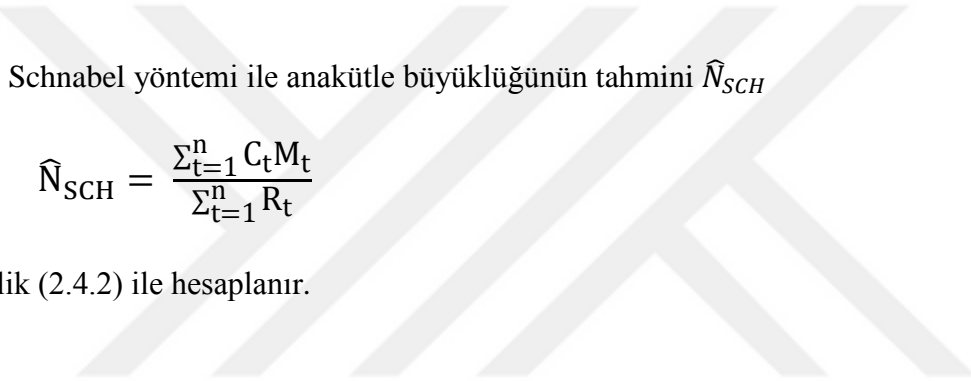 Schnabel yöntemi ile anakütle büyüklüğünün tahmini N̂_SCH
N̂_SCH = (Σ_{t=1}^{n} C_t M_t) / (Σ_{t=1}^{n} R_t)
lik (2.4.2) ile hesaplanır.